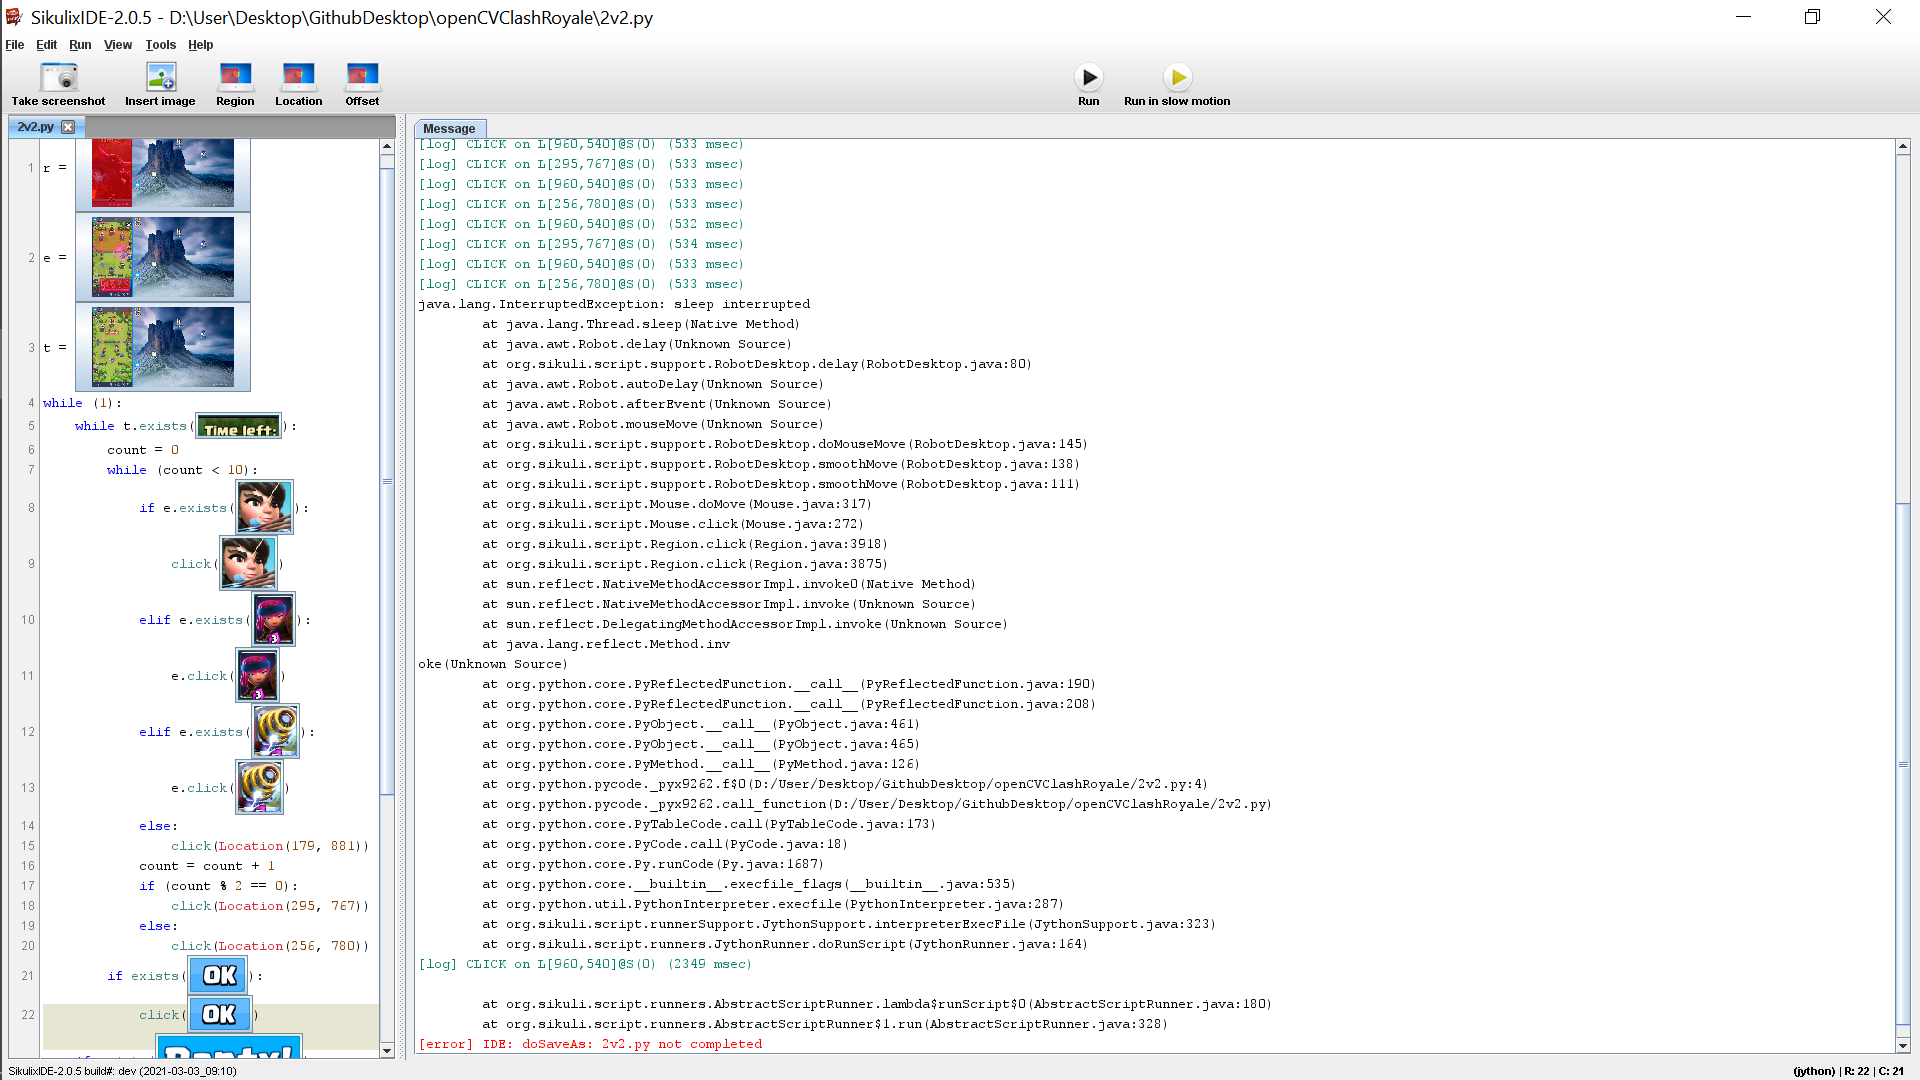 SikulixIDE-2.0.5 - D:\User\Desktop\GithubDesktop\openCVClashRoyale\2v2.py
File Edit Run View Tools Help
Take screenshot Insert image Region Location Offset Run Run in slow motion
2v2.py
1 r =
2 e =
3 t =
4 while (1):
5 while t.exists(Time left:):
6 count = 0
7 while (count < 10):
8 if e.exists():
9 click()
10 elif e.exists():
11 e.click()
12 elif e.exists():
13 e.click()
14 else:
15 click(Location(179, 881))
16 count = count + 1
17 if (count % 2 == 0):
18 click(Location(295, 767))
19 else:
20 click(Location(256, 780))
21 if exists(OK):
22 click(OK)
Message
[log] CLICK on L[960,540]@S(0) (533 msec)
[log] CLICK on L[295,767]@S(0) (533 msec)
[log] CLICK on L[960,540]@S(0) (533 msec)
[log] CLICK on L[256,780]@S(0) (533 msec)
[log] CLICK on L[960,540]@S(0) (532 msec)
[log] CLICK on L[295,767]@S(0) (534 msec)
[log] CLICK on L[960,540]@S(0) (533 msec)
[log] CLICK on L[256,780]@S(0) (533 msec)
java.lang.InterruptedException: sleep interrupted
at java.lang.Thread.sleep(Native Method)
at java.awt.Robot.delay(Unknown Source)
at org.sikuli.script.support.RobotDesktop.delay(RobotDesktop.java:80)
at java.awt.Robot.autoDelay(Unknown Source)
at java.awt.Robot.afterEvent(Unknown Source)
at java.awt.Robot.mouseMove(Unknown Source)
at org.sikuli.script.support.RobotDesktop.doMouseMove(RobotDesktop.java:145)
at org.sikuli.script.support.RobotDesktop.smoothMove(RobotDesktop.java:138)
at org.sikuli.script.support.RobotDesktop.smoothMove(RobotDesktop.java:111)
at org.sikuli.script.Mouse.doMove(Mouse.java:317)
at org.sikuli.script.Mouse.click(Mouse.java:272)
at org.sikuli.script.Region.click(Region.java:3918)
at org.sikuli.script.Region.click(Region.java:3875)
at sun.reflect.NativeMethodAccessorImpl.invoke0(Native Method)
at sun.reflect.NativeMethodAccessorImpl.invoke(Unknown Source)
at sun.reflect.DelegatingMethodAccessorImpl.invoke(Unknown Source)
at java.lang.reflect.Method.inv
oke(Unknown Source)
at org.python.core.PyReflectedFunction.__call__(PyReflectedFunction.java:190)
at org.python.core.PyReflectedFunction.__call__(PyReflectedFunction.java:208)
at org.python.core.PyObject.__call__(PyObject.java:461)
at org.python.core.PyObject.__call__(PyObject.java:465)
at org.python.core.PyMethod.__call__(PyMethod.java:126)
at org.python.pycode._pyx9262.f$0(D:/User/Desktop/GithubDesktop/openCVClashRoyale/2v2.py:4)
at org.python.pycode._pyx9262.call_function(D:/User/Desktop/GithubDesktop/openCVClashRoyale/2v2.py)
at org.python.core.PyTableCode.call(PyTableCode.java:173)
at org.python.core.PyCode.call(PyCode.java:18)
at org.python.core.Py.runCode(Py.java:1687)
at org.python.core.__builtin__.execfile_flags(__builtin__.java:535)
at org.python.util.PythonInterpreter.execfile(PythonInterpreter.java:287)
at org.sikuli.script.runnerSupport.JythonSupport.interpreterExecFile(JythonSupport.java:323)
at org.sikuli.script.runners.JythonRunner.doRunScript(JythonRunner.java:164)
[log] CLICK on L[960,540]@S(0) (2349 msec)
at org.sikuli.script.runners.AbstractScriptRunner.lambda$runScript$0(AbstractScriptRunner.java:180)
at org.sikuli.script.runners.AbstractScriptRunner$1.run(AbstractScriptRunner.java:328)
[error] IDE: doSaveAs: 2v2.py not completed
SikulixIDE-2.0.5 build#: dev (2021-03-03_09:10)
(jython) | R: 22 | C: 21